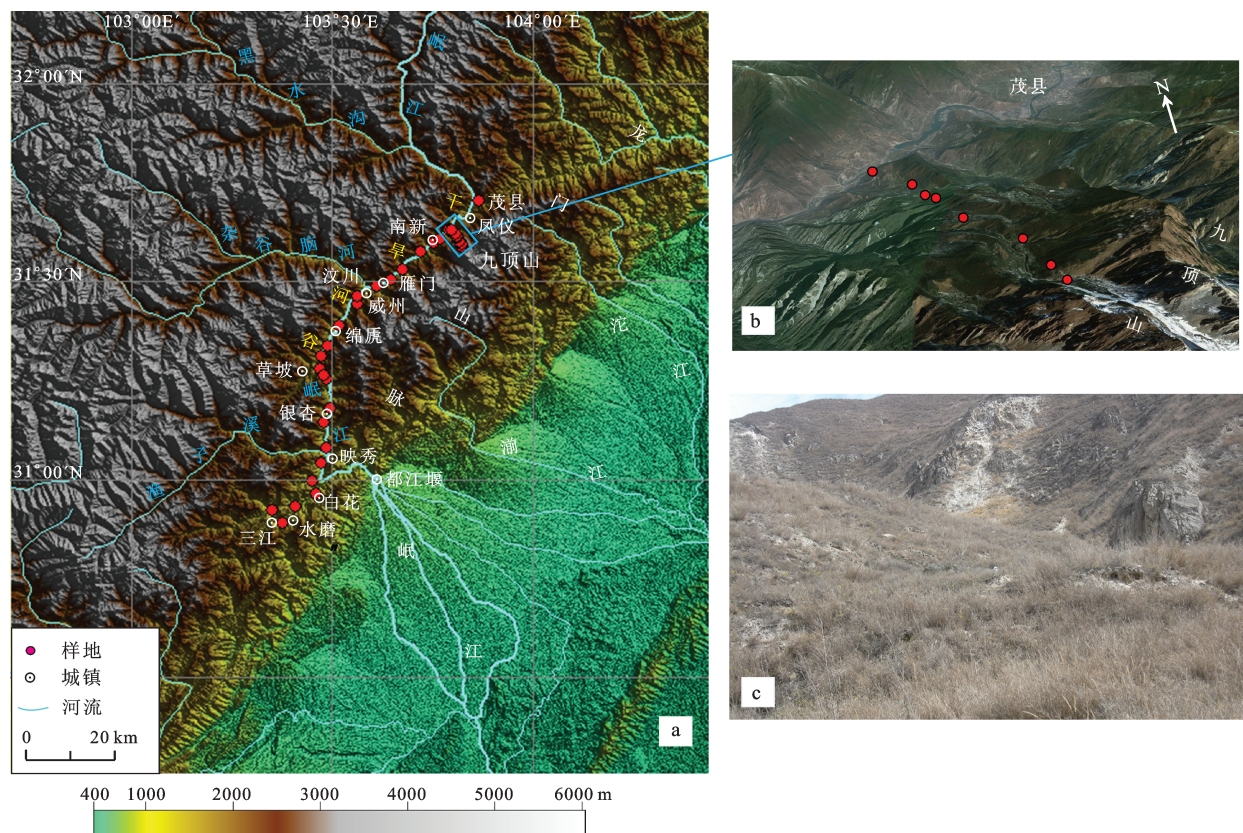 103°00´E´
103°30´E
104°00´E
32°00´N
31°30´N
31°00´N
黑水沟
岷江
龙门山脉
干旱河谷
茂县
凤仪
南新
九顶山
杂谷脑河
汶川
雁门
威州
绵虒
草坡
岷江
银杏
渔子溪
映秀
都江堰
白花
水磨
三江
沱江
湔江
岷江
样地
城镇
河流
0 20 km
a
400 1000 2000 3000 4000 5000 6000 m
茂县
N
九顶山
b
c